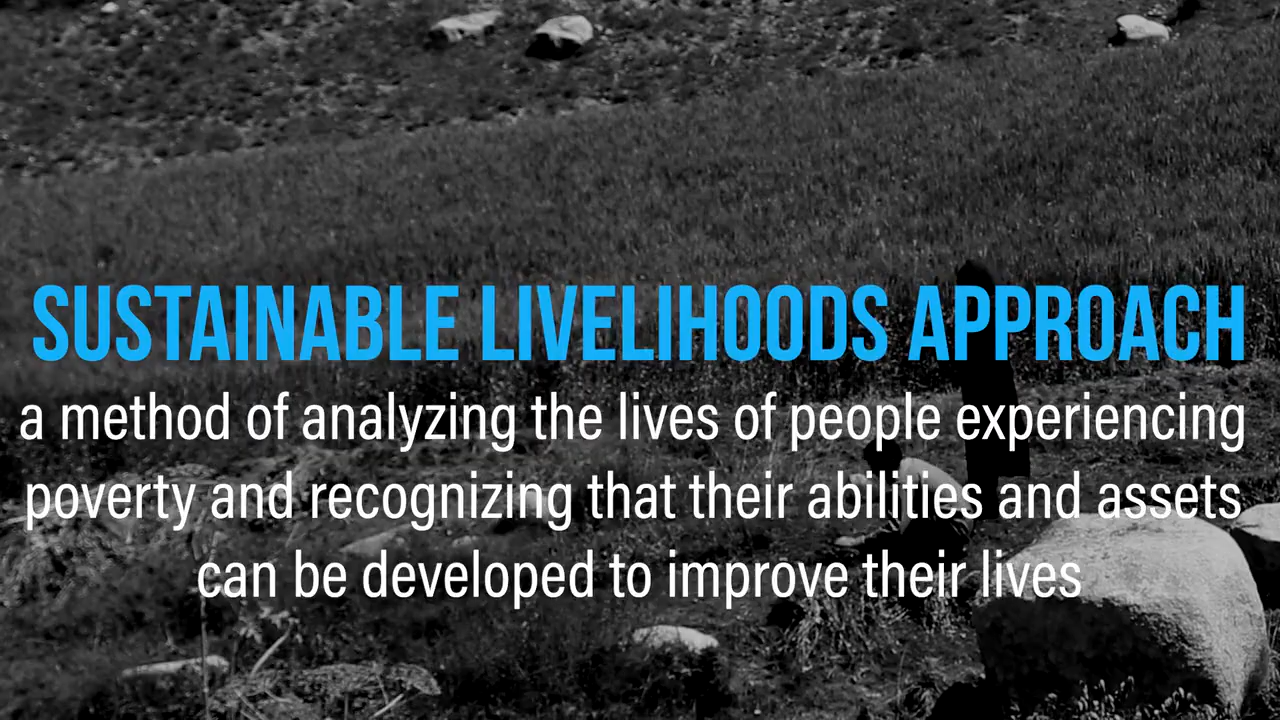 SUSTAINABLE LIVELIHOODS APPROACH
a method of analyzing the lives of people experiencing
poverty and recognizing that their abilities and assets
can be developed to improve their lives